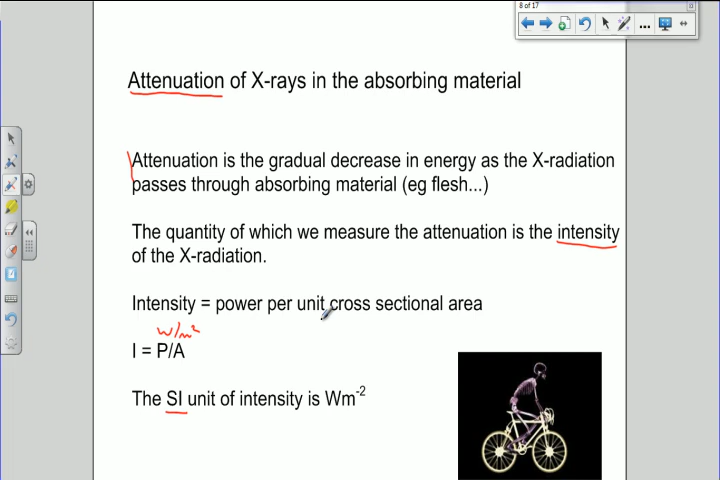 8 of 17
Attenuation of X-rays in the absorbing material
Attenuation is the gradual decrease in energy as the X-radiation
passes through absorbing material (eg flesh...)
The quantity of which we measure the attenuation is the intensity
of the X-radiation.
Intensity = power per unit cross sectional area
W/m²
I = P/A
The SI unit of intensity is Wm⁻²